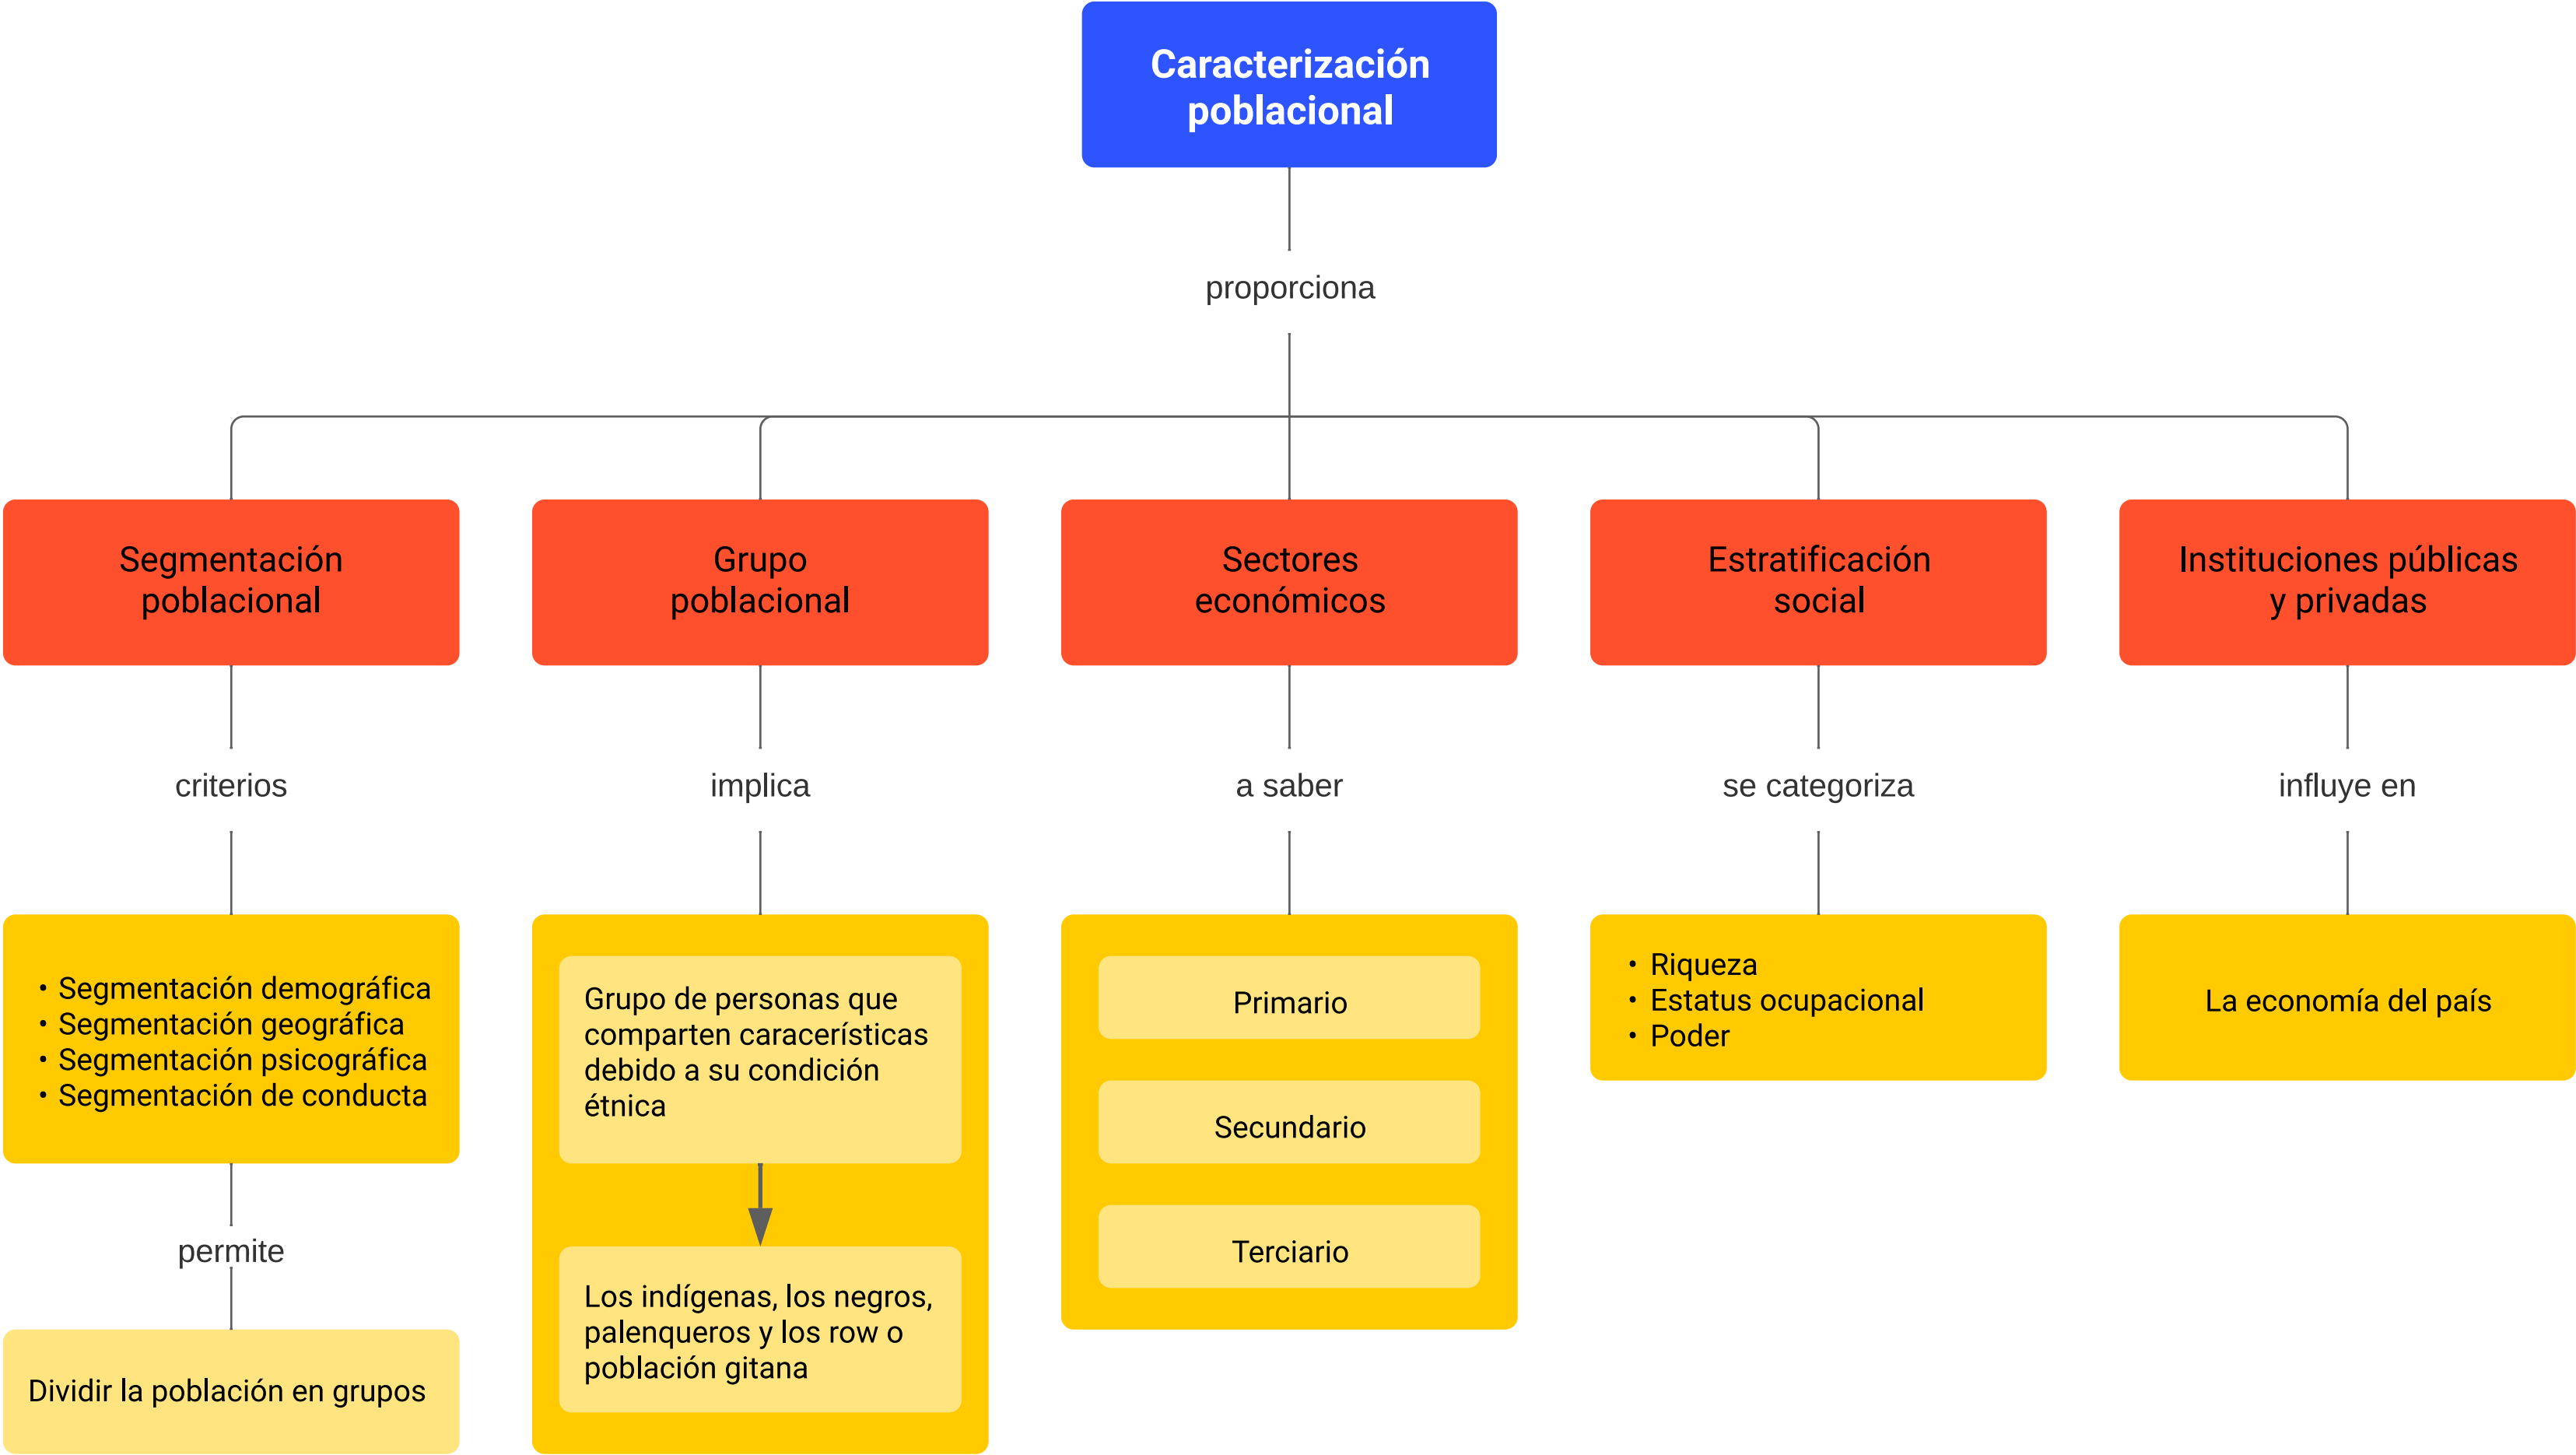 Caracterización
poblacional
proporciona
Segmentación
poblacional
Grupo
poblacional
Sectores
económicos
Estratificación
social
Instituciones públicas
y privadas
criterios
implica
a saber
se categoriza
influye en
• Segmentación demográfica
• Segmentación geográfica
• Segmentación psicográfica
• Segmentación de conducta
permite
Dividir la población en grupos
Grupo de personas que
comparten caracerísticas
debido a su condición
étnica
Los indígenas, los negros,
palenqueros y los row o
población gitana
Primario
Secundario
Terciario
• Riqueza
• Estatus ocupacional
• Poder
La economía del país